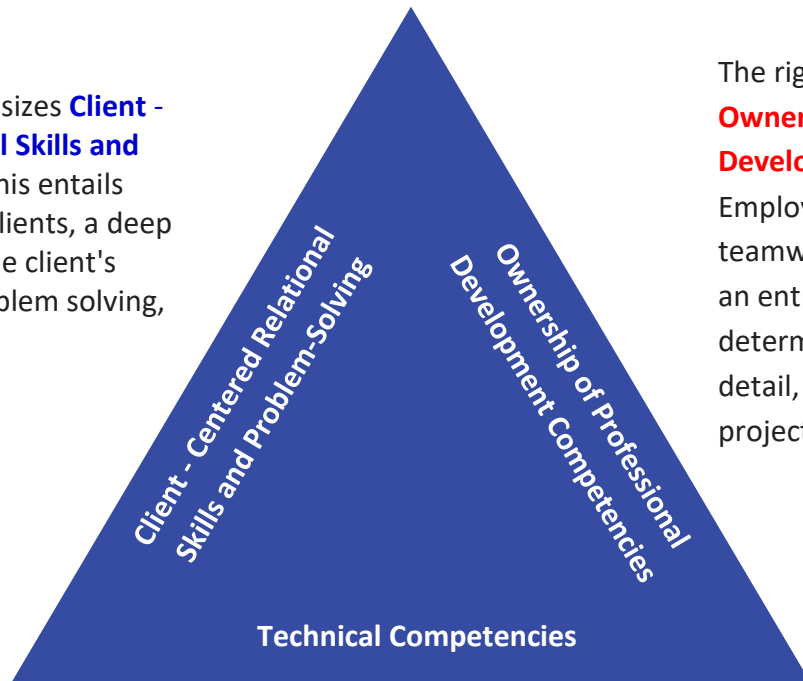 sizes Client -
l Skills and
his entails
lients, a deep
e client's
blem solving,
Client - Centered Relational
Skills and Problem-Solving
Ownership of Professional
Development Competencies
Technical Competencies
The rig
Owner
Develo
Employ
teamw
an ent
determ
detail,
project